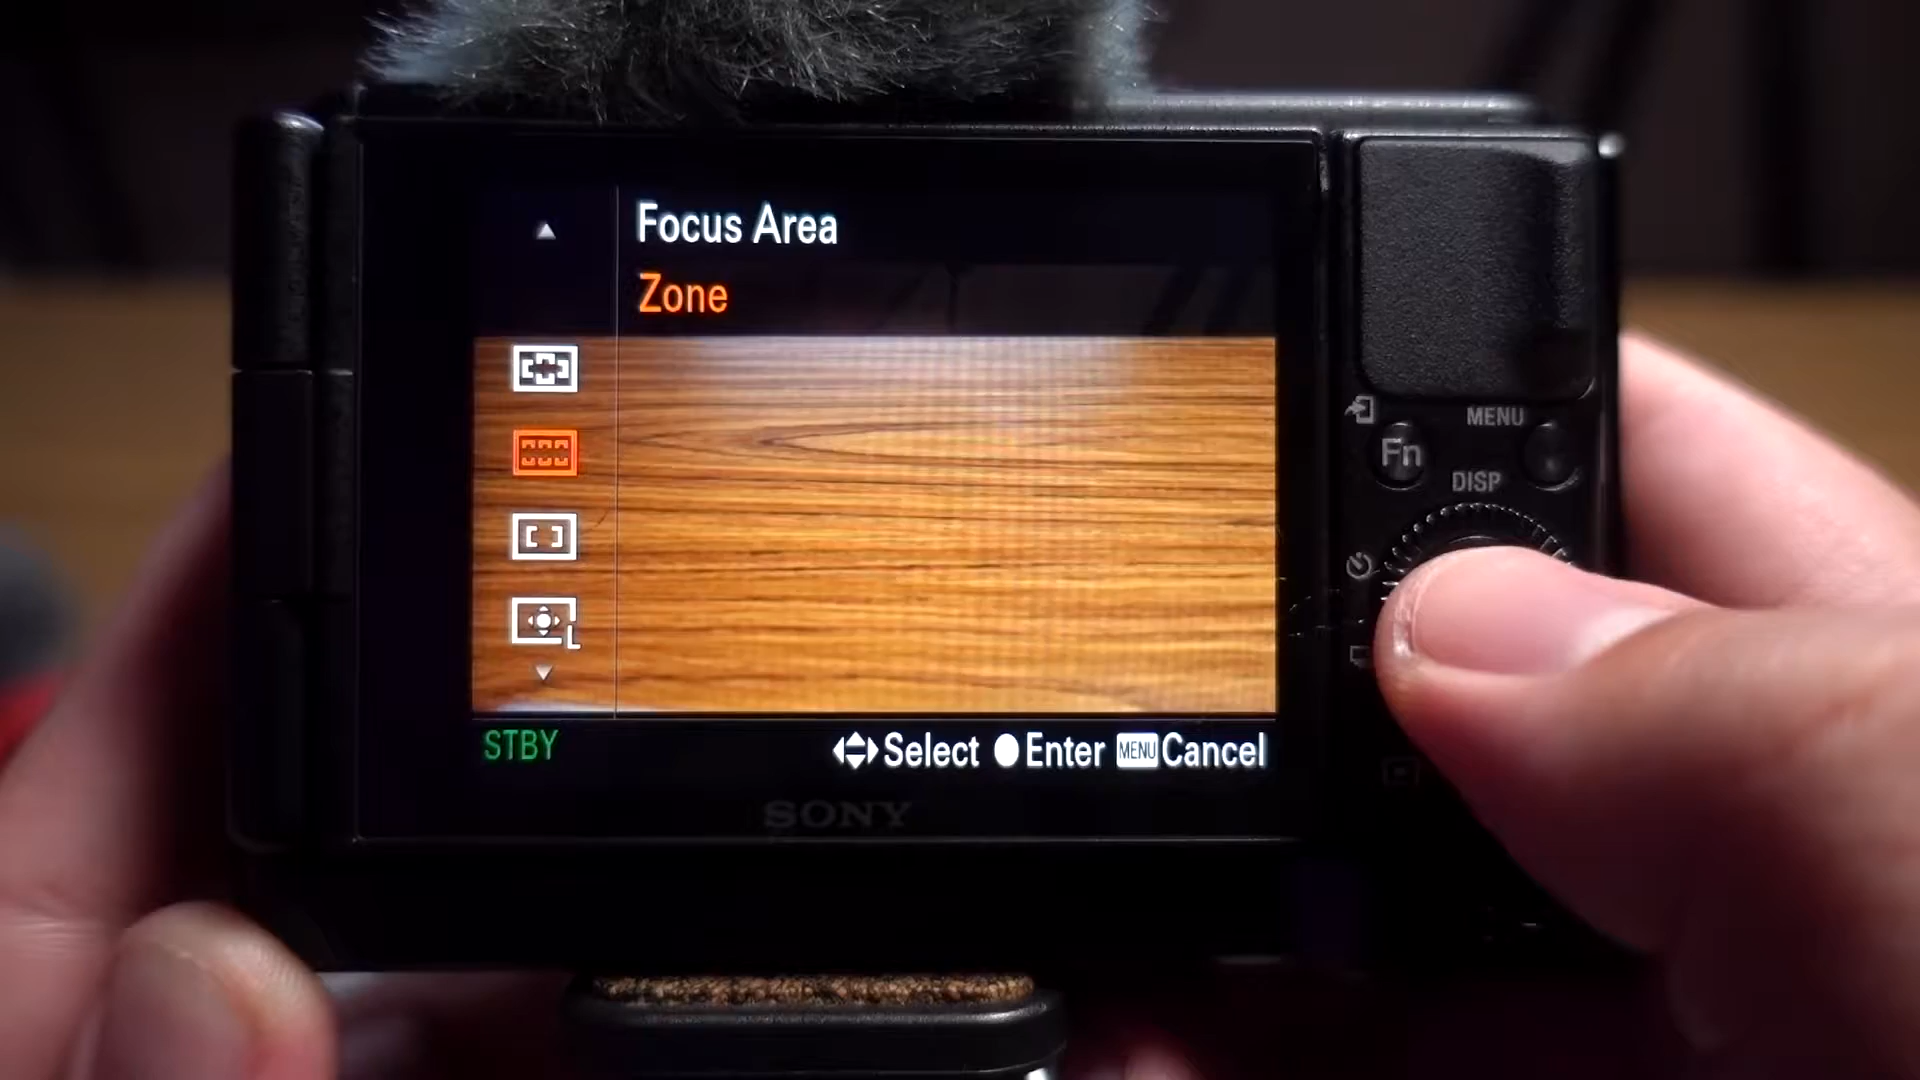 Focus Area
Zone
L
STBY
Select Enter MENU Cancel
SONY
MENU
Fn
DISP